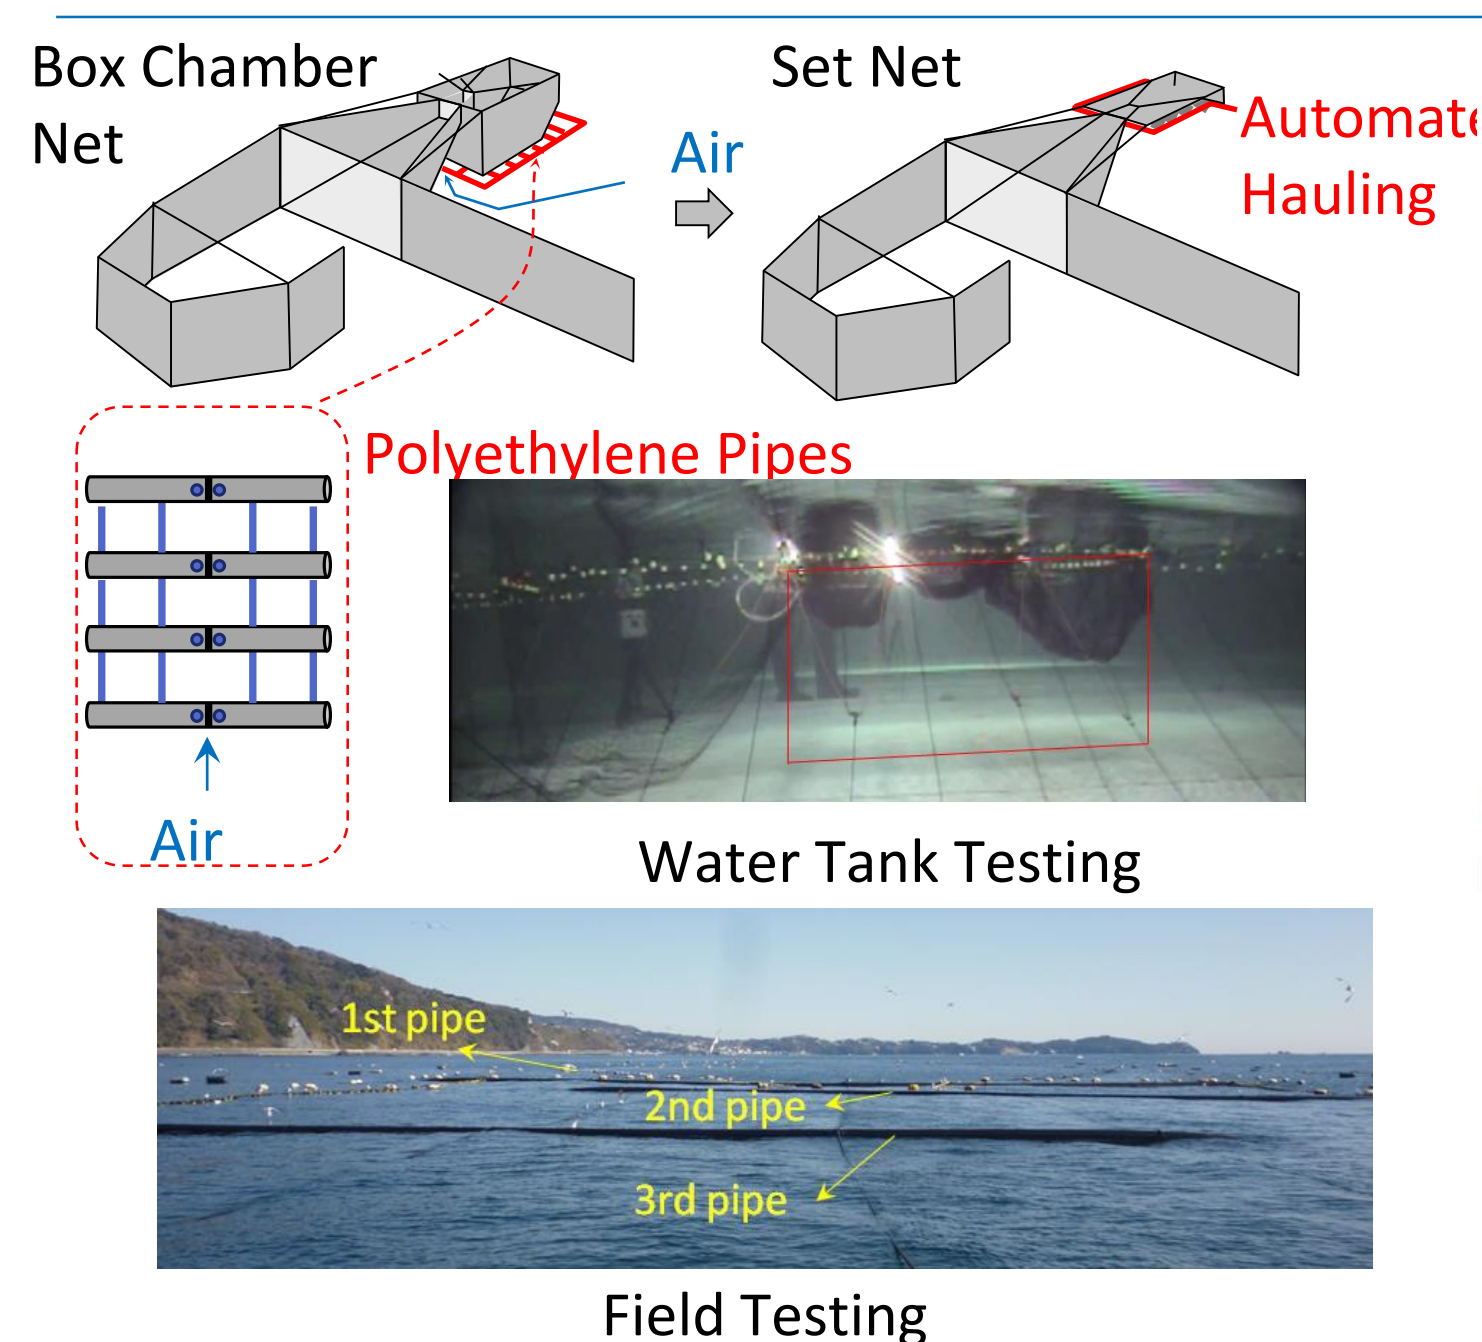 Box Chamber
Net
Air
Set Net
Automate
Hauling
Polyethylene Pipes
Air
Water Tank Testing
1st pipe
2nd pipe
3rd pipe
Field Testing